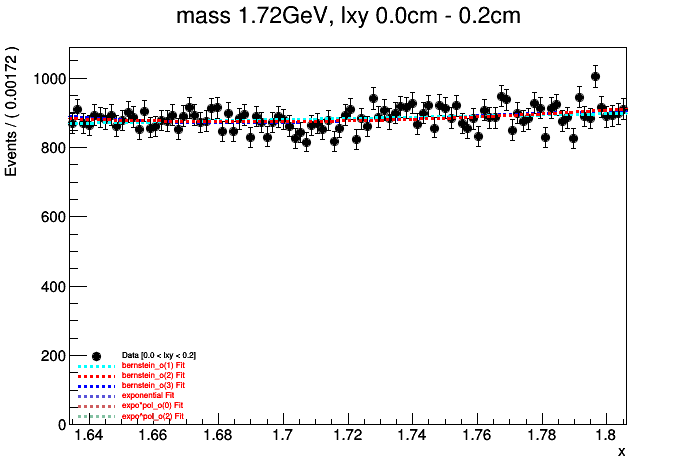 mass 1.72GeV, lxy 0.0cm - 0.2cm
Events / ( 0.00172 )
1000
800
600
400
200
0
Data [0.0 < lxy < 0.2]
bernstein_o(1) Fit
bernstein_o(2) Fit
bernstein_o(3) Fit
exponential Fit
expo*pol_o(0) Fit
expo*pol_o(2) Fit
1.64 1.66 1.68 1.7 1.72 1.74 1.76 1.78 1.8
x